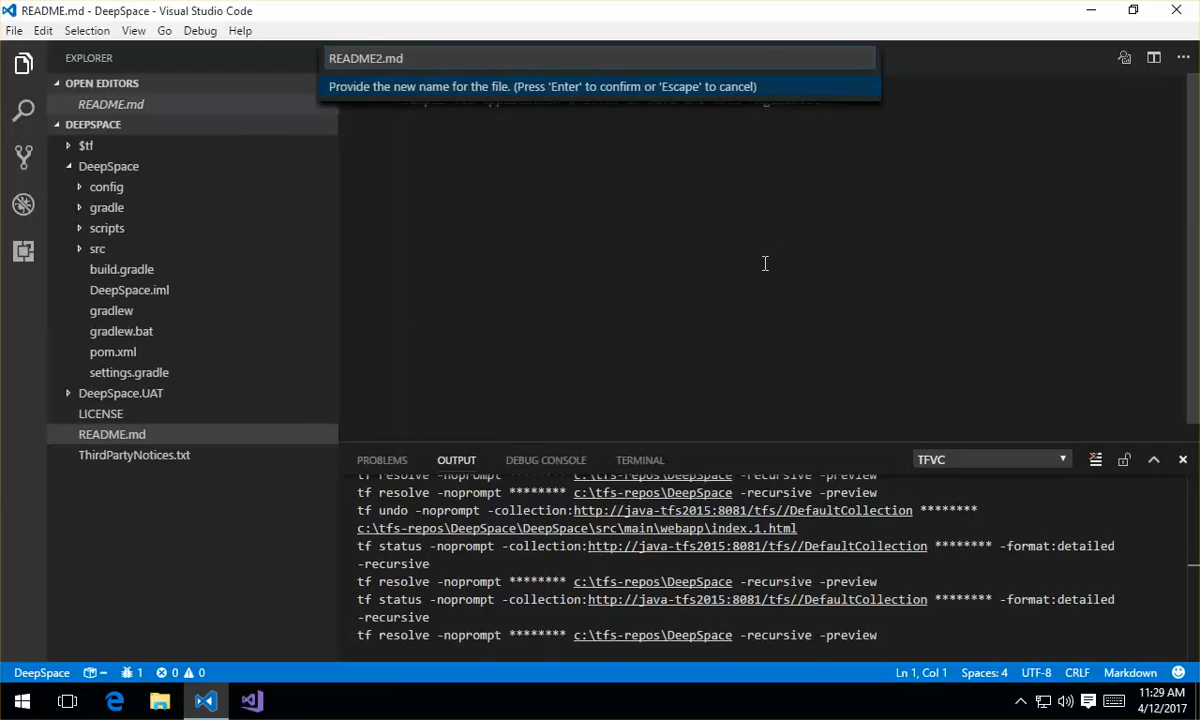 README.md - DeepSpace - Visual Studio Code
File Edit Selection View Go Debug Help
EXPLORER
OPEN EDITORS
README.md
DEEPSPACE
$tf
DeepSpace
config
gradle
scripts
src
build.gradle
DeepSpace.iml
gradlew
gradlew.bat
pom.xml
settings.gradle
DeepSpace.UAT
LICENSE
README.md
ThirdPartyNotices.txt
README2.md
Provide the new name for the file. (Press 'Enter' to confirm or 'Escape' to cancel)
PROBLEMS OUTPUT DEBUG CONSOLE TERMINAL TFVC
tf resolve -noprompt ******** c:\tfs-repos\DeepSpace -recursive -preview
tf resolve -noprompt ******** c:\tfs-repos\DeepSpace -recursive -preview
tf undo -noprompt -collection:http://java-tfs2015:8081/tfs//DefaultCollection ********
c:\tfs-repos\DeepSpace\DeepSpace\src\main\webapp\index.1.html
tf status -noprompt -collection:http://java-tfs2015:8081/tfs//DefaultCollection ******** -format:detailed
-recursive
tf resolve -noprompt ******** c:\tfs-repos\DeepSpace -recursive -preview
tf status -noprompt -collection:http://java-tfs2015:8081/tfs//DefaultCollection ******** -format:detailed
-recursive
tf resolve -noprompt ******** c:\tfs-repos\DeepSpace -recursive -preview
DeepSpace 1 0 0 Ln 1, Col 1 Spaces: 4 UTF-8 CRLF Markdown
11:29 AM
4/12/2017